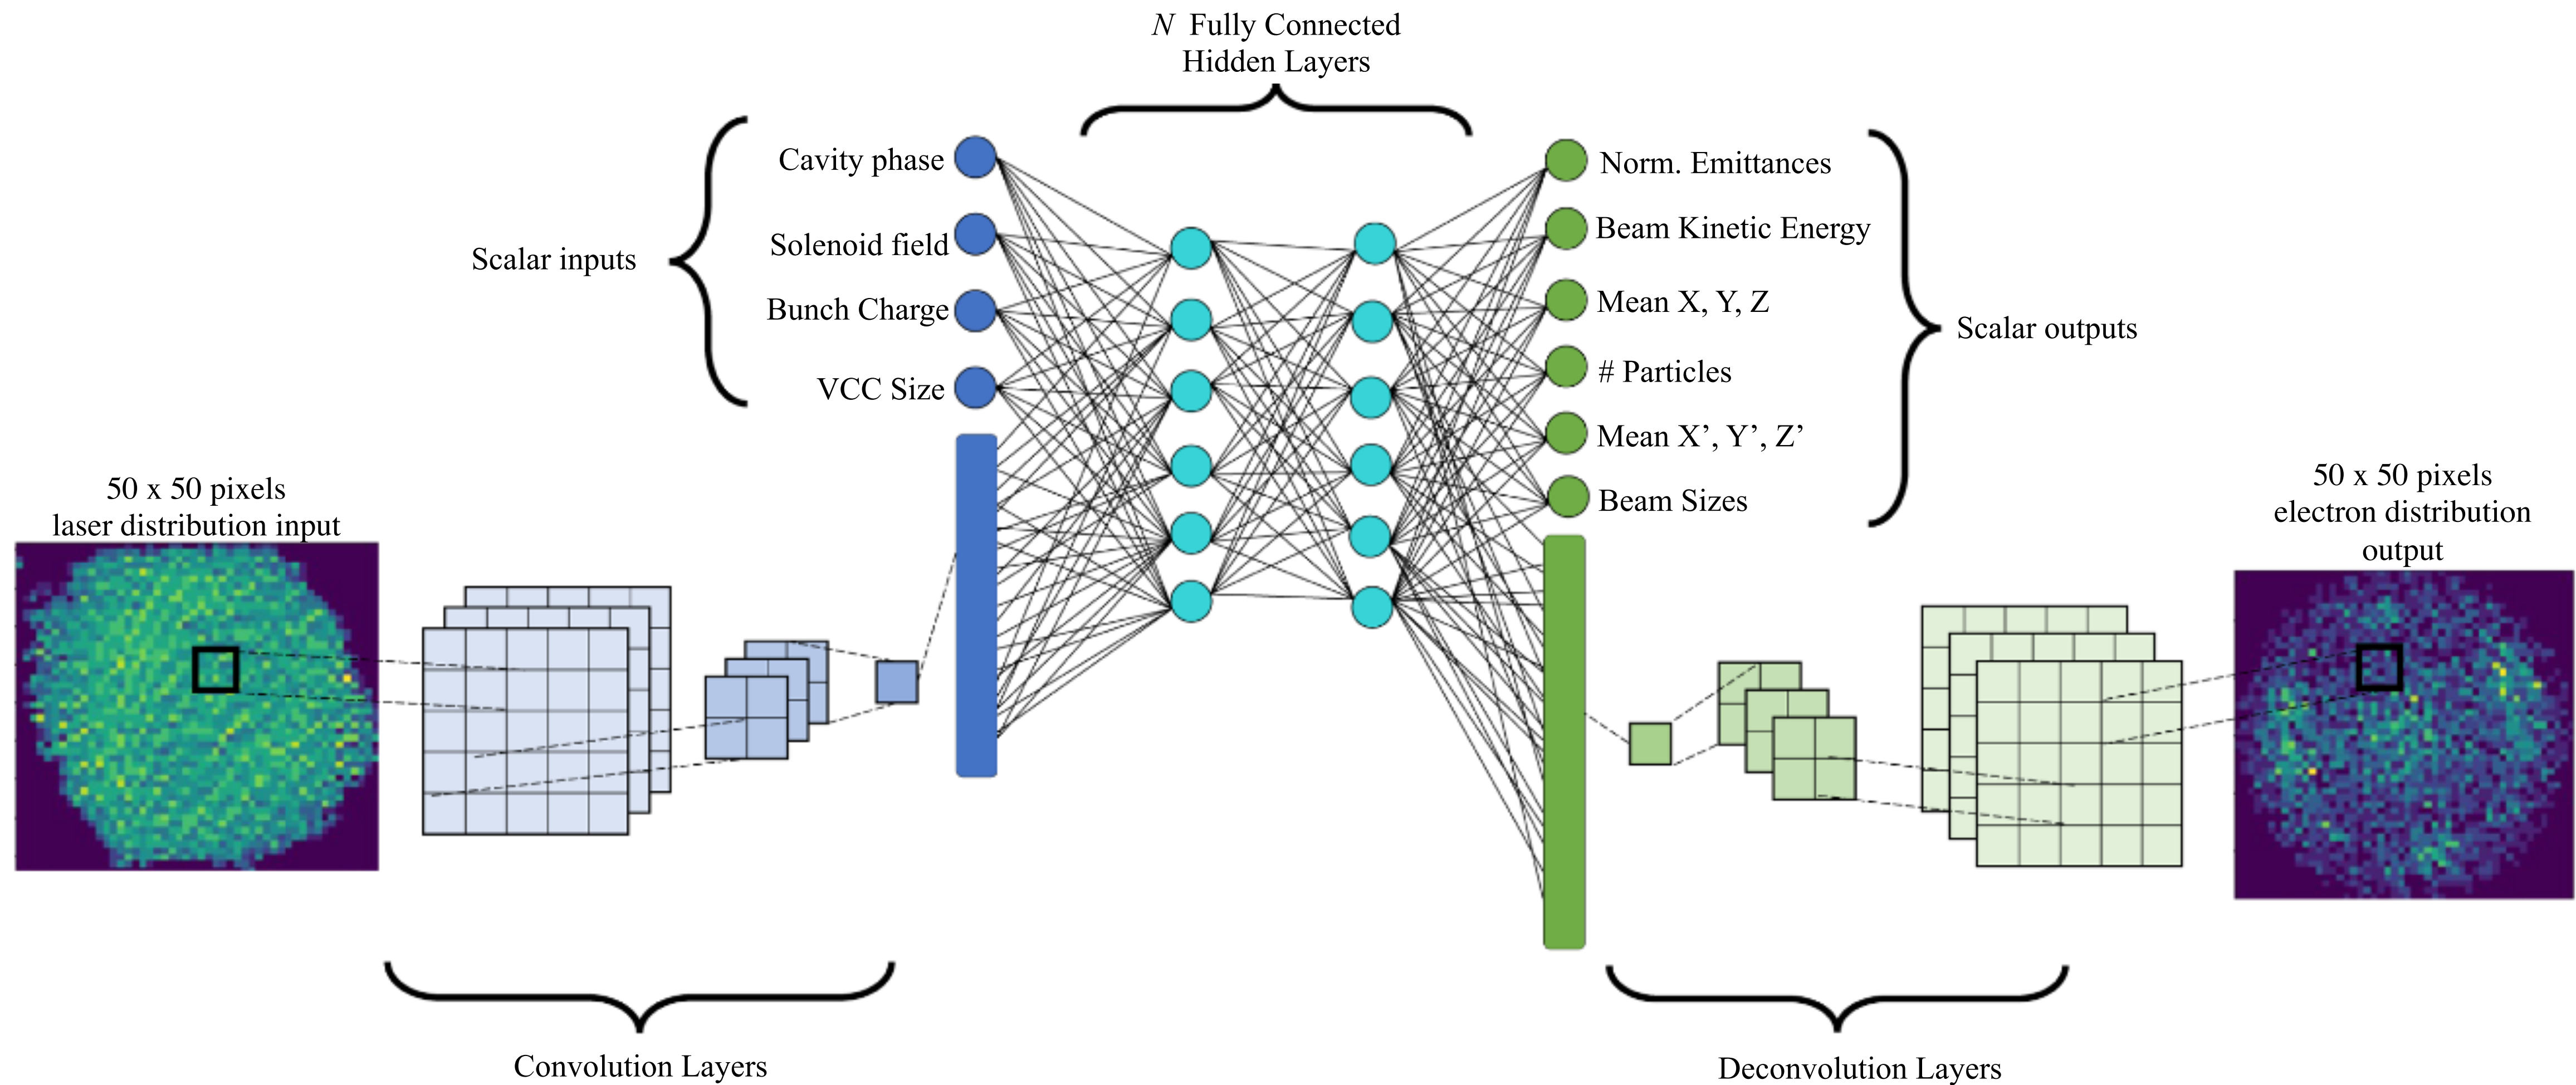 N Fully Connected
Hidden Layers
Scalar inputs
Cavity phase
Solenoid field
Bunch Charge
VCC Size
Norm. Emittances
Beam Kinetic Energy
Mean X, Y, Z
# Particles
Mean X’, Y’, Z’
Beam Sizes
Scalar outputs
50 x 50 pixels
laser distribution input
50 x 50 pixels
electron distribution
output
Convolution Layers
Deconvolution Layers